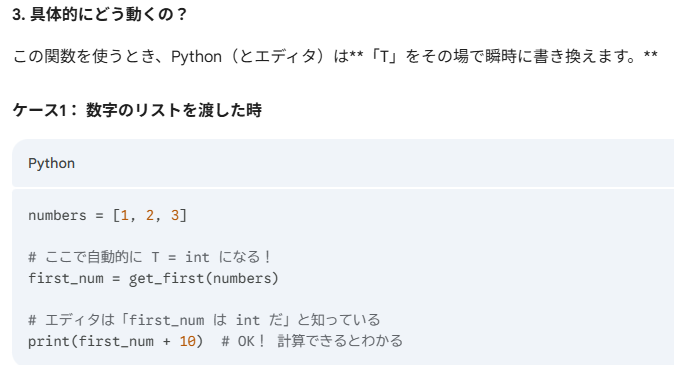 3. 具体的にどう動くの？
この関数を使うとき、Python（とエディタ）は**「T」をその場で瞬時に書き換えます。**
ケース1： 数字のリストを渡した時
Python
numbers = [1, 2, 3]
# ここで自動的に T = int になる！
first_num = get_first(numbers)
# エディタは「first_num は int だ」と知っている
print(first_num + 10)  # OK！ 計算できるとわかる